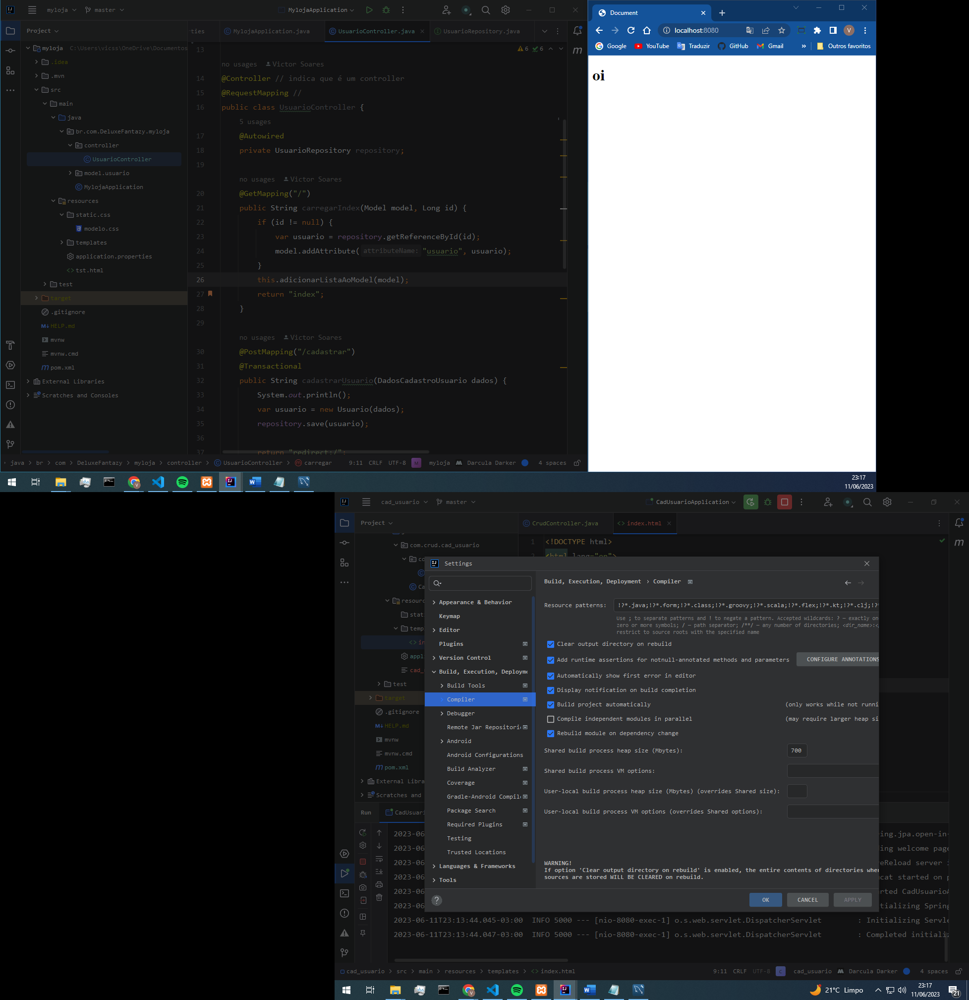 myloja
master
MylojaApplication
Project
rties
MylojaApplication.java
UsuarioController.java
UsuarioRepository.java
myloja C:\Users\vicss\OneDrive\Documentos
.idea
.mvn
src
main
java
br.com.DeluxeFantazy.myloja
controller
UsuarioController
model.usuario
MylojaApplication
resources
static.css
modelo.css
templates
application.properties
tst.html
test
target
.gitignore
HELP.md
mvnw
mvnw.cmd
pom.xml
External Libraries
Scratches and Consoles
6 6
13
no usages Victor Soares
14 @Controller // indica que é um controller
15 @RequestMapping //
16 public class UsuarioController {
5 usages
17 @Autowired
18 private UsuarioRepository repository;
19
no usages Victor Soares
20 @GetMapping("/")
21 public String carregarIndex(Model model, Long id) {
22 if (id != null) {
23 var usuario = repository.getReferenceById(id);
24 model.addAttribute( attributeName: "usuario", usuario);
25 }
26 this.adicionarListaAoModel(model);
27 return "index";
28 }
29
no usages Victor Soares
30 @PostMapping("/cadastrar")
31 @Transactional
32 public String cadastrarUsuario(DadosCadastroUsuario dados) {
33 System.out.println();
34 var usuario = new Usuario(dados);
35 repository.save(usuario);
36
37 return "redirect:/";
java > br > com > DeluxeFantazy > myloja > controller > UsuarioController > carregar 9:11 CRLF UTF-8 M myloja Darcula Darker 4 spaces
Document
localhost:8080
V
Google YouTube Traduzir GitHub Gmail » Outros favoritos
oi
23:17
11/06/2023
cad_usuario
master
CadUsuarioApplication
Project
CrudController.java
index.html
com.crud.cad_usuario
co
Ca
resourc
stat
temp
in
appl
cad_
test
target
.gitignore
HELP.md
mvnw
mvnw.cmd
pom.xml
External Libra
Scratches and
1 <!DOCTYPE html>
2 <html lang="en">
Settings
Appearance & Behavior
Keymap
Editor
Plugins
Version Control
Build, Execution, Deployme
Build Tools
Compiler
Debugger
Remote Jar Repositori
Android
Android Configurations
Build Analyzer
Coverage
Gradle-Android Compil
Package Search
Required Plugins
Testing
Trusted Locations
Languages & Frameworks
Tools
Build, Execution, Deployment › Compiler
Resource patterns: !?*.java;!?*.form;!?*.class;!?*.groovy;!?*.scala;!?*.flex;!?*.kt;!?*.clj;!?*
Use ; to separate patterns and ! to negate a pattern. Accepted wildcards: ? — exactly on
zero or more symbols; / — path separator; /**/ — any number of directories; <dir_name>:<
restrict to source roots with the specified name
Clear output directory on rebuild
Add runtime assertions for notnull-annotated methods and parameters CONFIGURE ANNOTATIONS
Automatically show first error in editor
Display notification on build completion
Build project automatically (only works while not runni
Compile independent modules in parallel (may require larger heap si
Rebuild module on dependency change
Shared build process heap size (Mbytes): 700
Shared build process VM options:
User-local build process heap size (Mbytes) (overrides Shared size):
User-local build process VM options (overrides Shared options):
WARNING!
If option 'Clear output directory on rebuild' is enabled, the entire contents of directories wher
sources are stored WILL BE CLEARED on rebuild.
? OK CANCEL APPLY
Run CadUsuari
2023-06 ing.jpa.open-in-
2023-06 ding welcome page
2023-06 eReload server i
2023-06 cat started on p
2023-06 rted CadUsuarioA
2023-06 tializing Spring
2023-06-11T23:13:44.045-03:00 INFO 5000 --- [nio-8080-exec-1] o.s.web.servlet.DispatcherServlet : Initializing Servle
2023-06-11T23:13:44.047-03:00 INFO 5000 --- [nio-8080-exec-1] o.s.web.servlet.DispatcherServlet : Completed initializ
cad_usuario > src > main > resources > templates > index.html 9:11 CRLF UTF-8 C cad_usuario Darcula Darker 4 spaces
21°C Limpo
23:17
11/06/2023
21